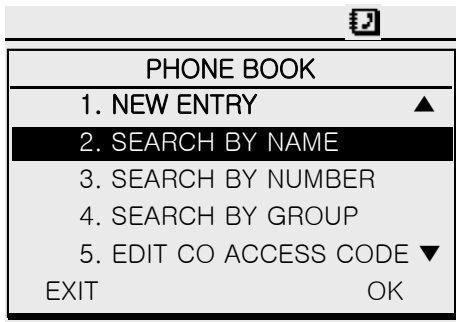 PHONE BOOK
1. NEW ENTRY ▲
2. SEARCH BY NAME
3. SEARCH BY NUMBER
4. SEARCH BY GROUP
5. EDIT CO ACCESS CODE ▼
EXIT OK